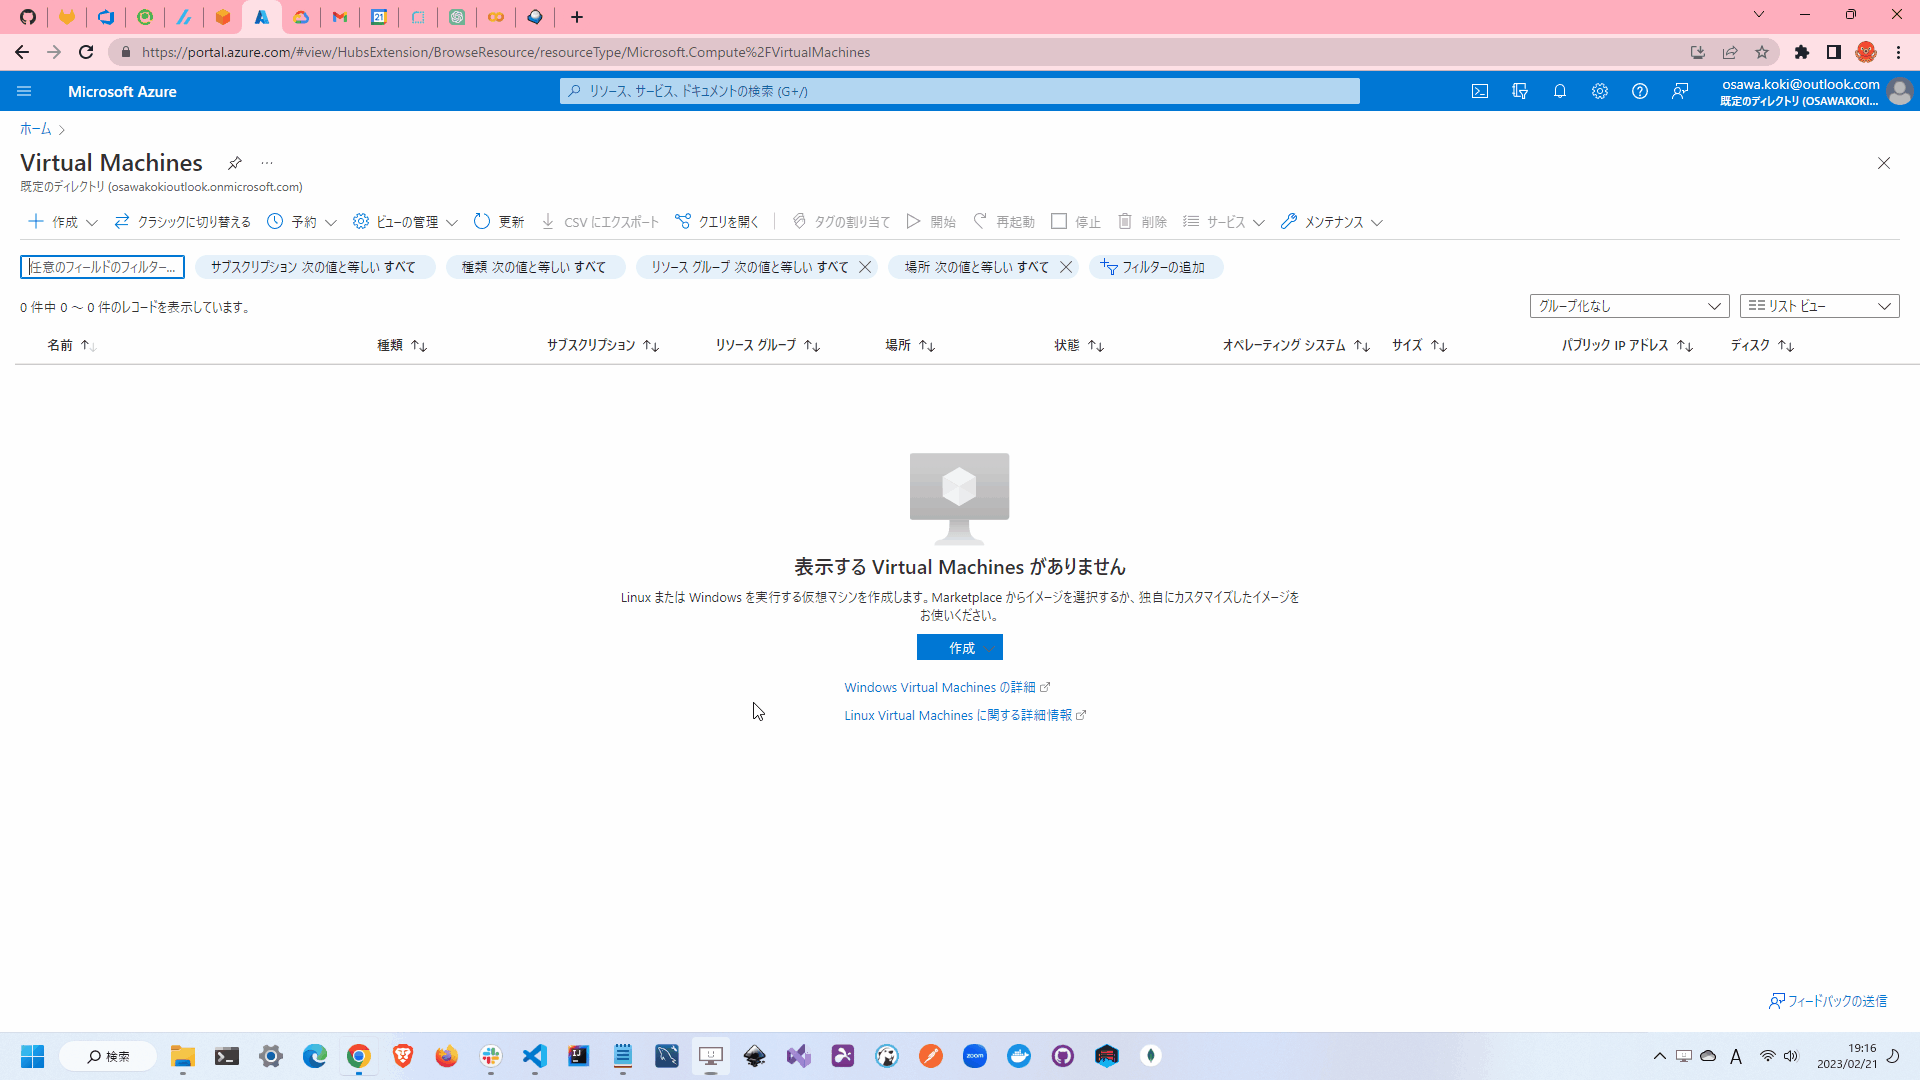 https://portal.azure.com/#view/HubsExtension/BrowseResource/resourceType/Microsoft.Compute%2FVirtualMachines
Microsoft Azure
リソース、サービス、ドキュメントの検索 (G+/)
osawa.koki@outlook.com
既定のディレクトリ (OSAWAKOKI...
ホーム
Virtual Machines
既定のディレクトリ (osawakokioutlook.onmicrosoft.com)
作成 クラシックに切り替える 予約 ビューの管理 更新 CSV にエクスポート クエリを開く タグの割り当て 開始 再起動 停止 削除 サービス メンテナンス
任意のフィールドのフィルター... サブスクリプション 次の値と等しい すべて 種類 次の値と等しい すべて リソース グループ 次の値と等しい すべて 場所 次の値と等しい すべて フィルターの追加
0 件中 0 ～ 0 件のレコードを表示しています。 グループ化なし リスト ビュー
名前 種類 サブスクリプション リソース グループ 場所 状態 オペレーティング システム サイズ パブリック IP アドレス ディスク
表示する Virtual Machines がありません
Linux または Windows を実行する仮想マシンを作成します。Marketplace からイメージを選択するか、独自にカスタマイズしたイメージを
お使いください。
作成
Windows Virtual Machines の詳細
Linux Virtual Machines に関する詳細情報
フィードバックの送信
検索
zoom
A
19:16
2023/02/21